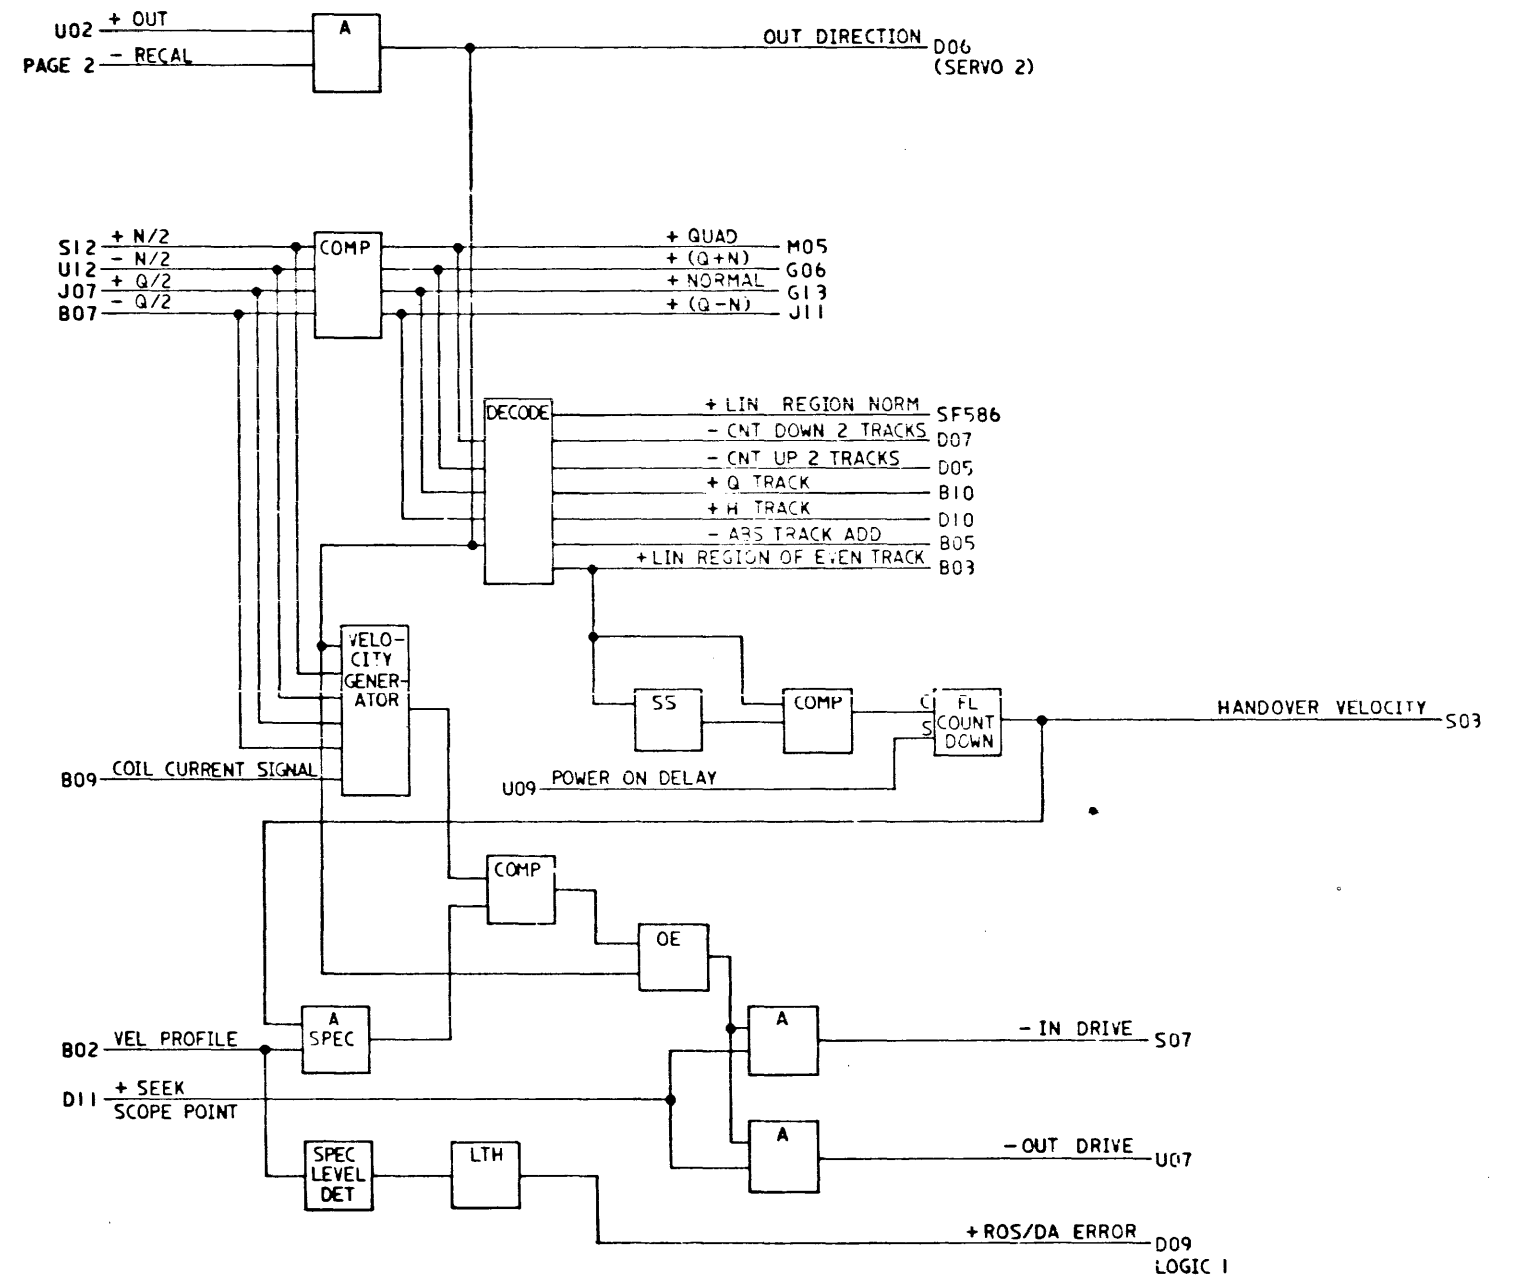 + OUT
U02
A
OUT DIRECTION
D06
(SERVO 2)
- RECAL
PAGE 2
+ N/2
S12
- N/2
U12
+ Q/2
J07
- Q/2
B07
COMP
+ QUAD
M05
+ (Q+N)
G06
+ NORMAL
G13
+ (Q-N)
J11
DECODE
+ LIN REGION NORM
SF586
- CNT DOWN 2 TRACKS
D07
- CNT UP 2 TRACKS
D05
+ Q TRACK
B10
+ H TRACK
D10
- ABS TRACK ADD
B05
+LIN REGION OF EVEN TRACK
B03
VELO-
CITY
GENER-
ATOR
COIL CURRENT SIGNAL
B09
SS
COMP
C
S
FL
COUNT
DOWN
HANDOVER VELOCITY
S03
POWER ON DELAY
U09
COMP
OE
A
SPEC
VEL PROFILE
B02
A
-IN DRIVE
S07
+ SEEK
D11
SCOPE POINT
A
-OUT DRIVE
U07
SPEC
LEVEL
DET
LTH
+ROS/DA ERROR
D09
LOGIC 1